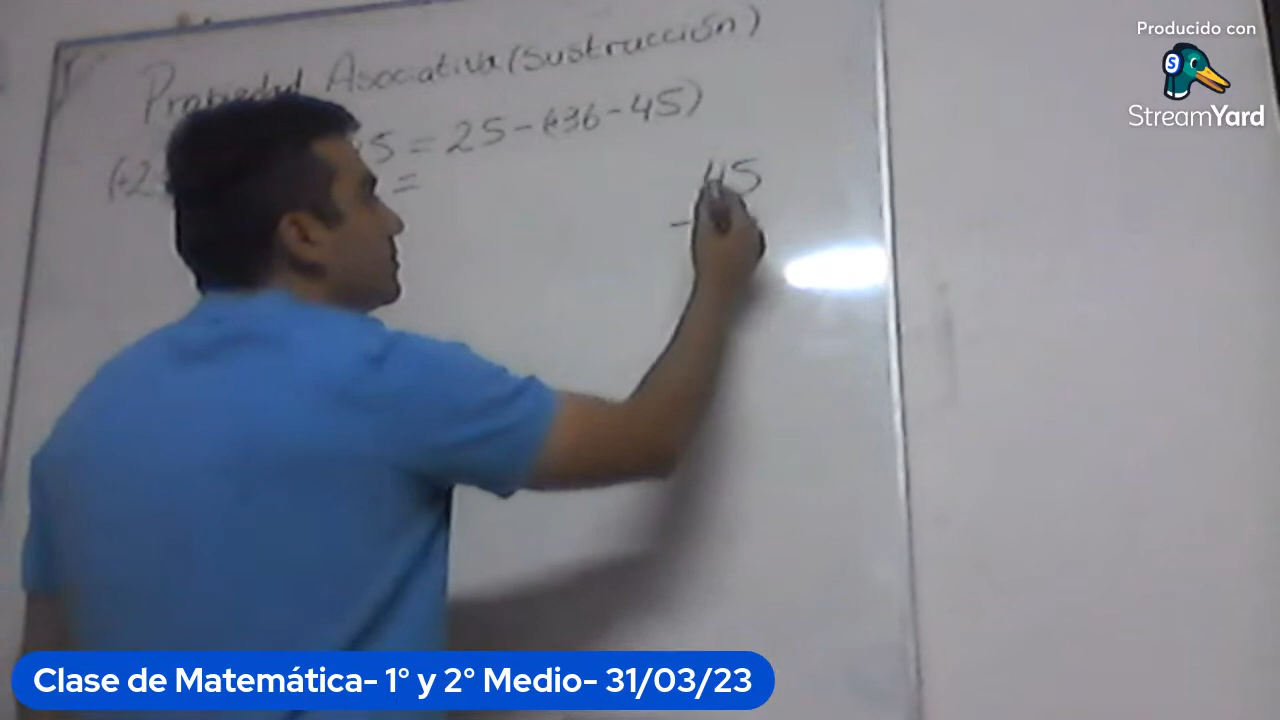 Propiedad Asociativa (Sustracción)
5 = 25 - (+36 - 45)
(+2 =
45
-
Producido con
StreamYard
Clase de Matemática- 1° y 2° Medio- 31/03/23